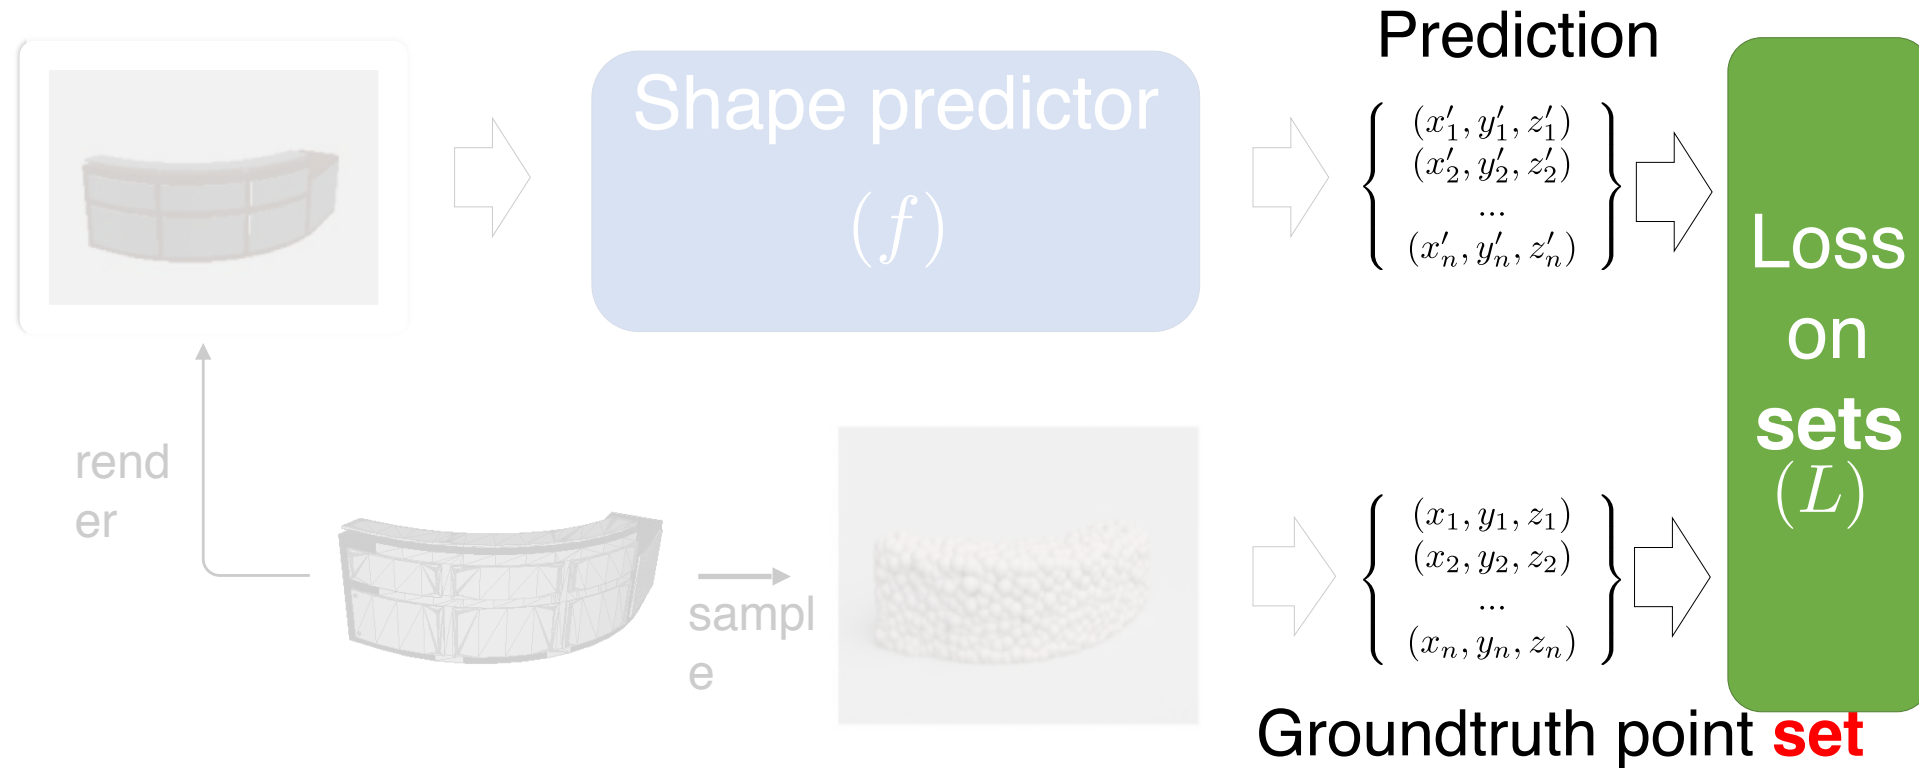 Prediction
Shape predictor
(f)
(x′₁, y′₁, z′₁)
(x′₂, y′₂, z′₂)
...
(x′ₙ, y′ₙ, z′ₙ)
Loss
on
sets
(L)
rend
er
sampl
e
(x₁, y₁, z₁)
(x₂, y₂, z₂)
...
(xₙ, yₙ, zₙ)
Groundtruth point set